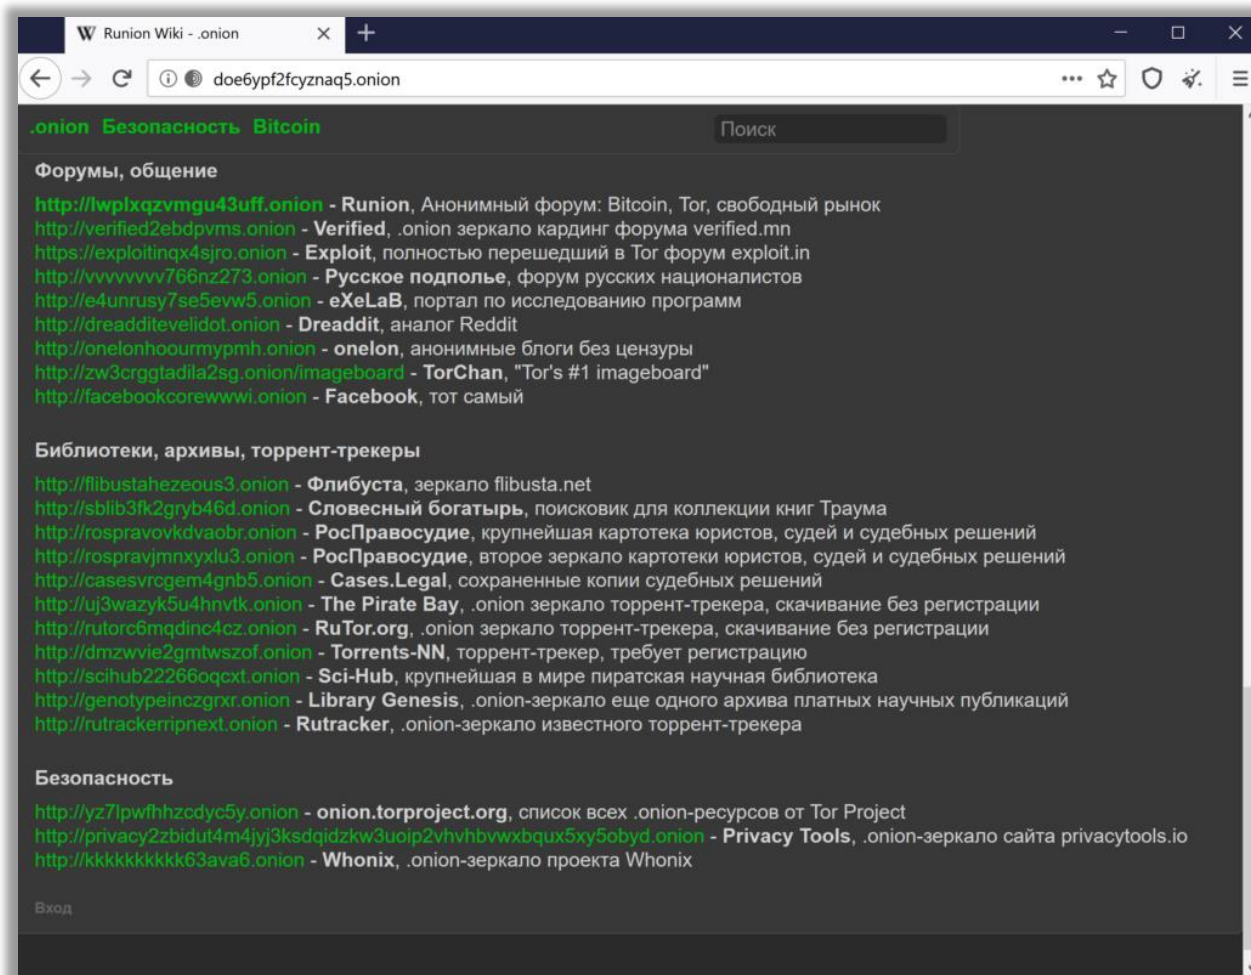 Runion Wiki - .onion
doe6ypf2fcyznaq5.onion
.onion Безопасность Bitcoin
Поиск
Форумы, общение
http://lwplxqzvmgu43uff.onion - Runion, Анонимный форум: Bitcoin, Tor, свободный рынок
http://verified2ebdpvms.onion - Verified, .onion зеркало кардинг форума verified.mn
https://exploitinqx4sjro.onion - Exploit, полностью перешедший в Tor форум exploit.in
http://vvvvvvvv766nz273.onion - Русское подполье, форум русских националистов
http://e4unrusy7se5evw5.onion - eXeLaB, портал по исследованию программ
http://dreadditevelidot.onion - Dreaddit, аналог Reddit
http://onelonhoourmypmh.onion - onelon, анонимные блоги без цензуры
http://zw3crggtadila2sg.onion/imageboard - TorChan, "Tor's #1 imageboard"
http://facebookcorewwwi.onion - Facebook, тот самый
Библиотеки, архивы, торрент-трекеры
http://flibustahezeous3.onion - Флибуста, зеркало flibusta.net
http://sblib3fk2gryb46d.onion - Словесный богатырь, поисковик для коллекции книг Траума
http://rospravovkdvaobr.onion - РосПравосудие, крупнейшая картотека юристов, судей и судебных решений
http://rospravjmnxyxlu3.onion - РосПравосудие, второе зеркало картотеки юристов, судей и судебных решений
http://casesvrcgem4gnb5.onion - Cases.Legal, сохраненные копии судебных решений
http://uj3wazyk5u4hnvtk.onion - The Pirate Bay, .onion зеркало торрент-трекера, скачивание без регистрации
http://rutorc6mqdinc4cz.onion - RuTor.org, .onion зеркало торрент-трекера, скачивание без регистрации
http://dmzwvie2gmtwszof.onion - Torrents-NN, торрент-трекер, требует регистрацию
http://scihub22266oqcxt.onion - Sci-Hub, крупнейшая в мире пиратская научная библиотека
http://genotypeinczgrxr.onion - Library Genesis, .onion-зеркало еще одного архива платных научных публикаций
http://rutrackerripnext.onion - Rutracker, .onion-зеркало известного торрент-трекера
Безопасность
http://yz7lpwfhhzcdyc5y.onion - onion.torproject.org, список всех .onion-ресурсов от Tor Project
http://privacy2zbidut4m4jyj3ksdqidzkw3uoip2vhvhbvwxbqux5xy5obyd.onion - Privacy Tools, .onion-зеркало сайта privacytools.io
http://kkkkkkkkkk63ava6.onion - Whonix, .onion-зеркало проекта Whonix
Вход